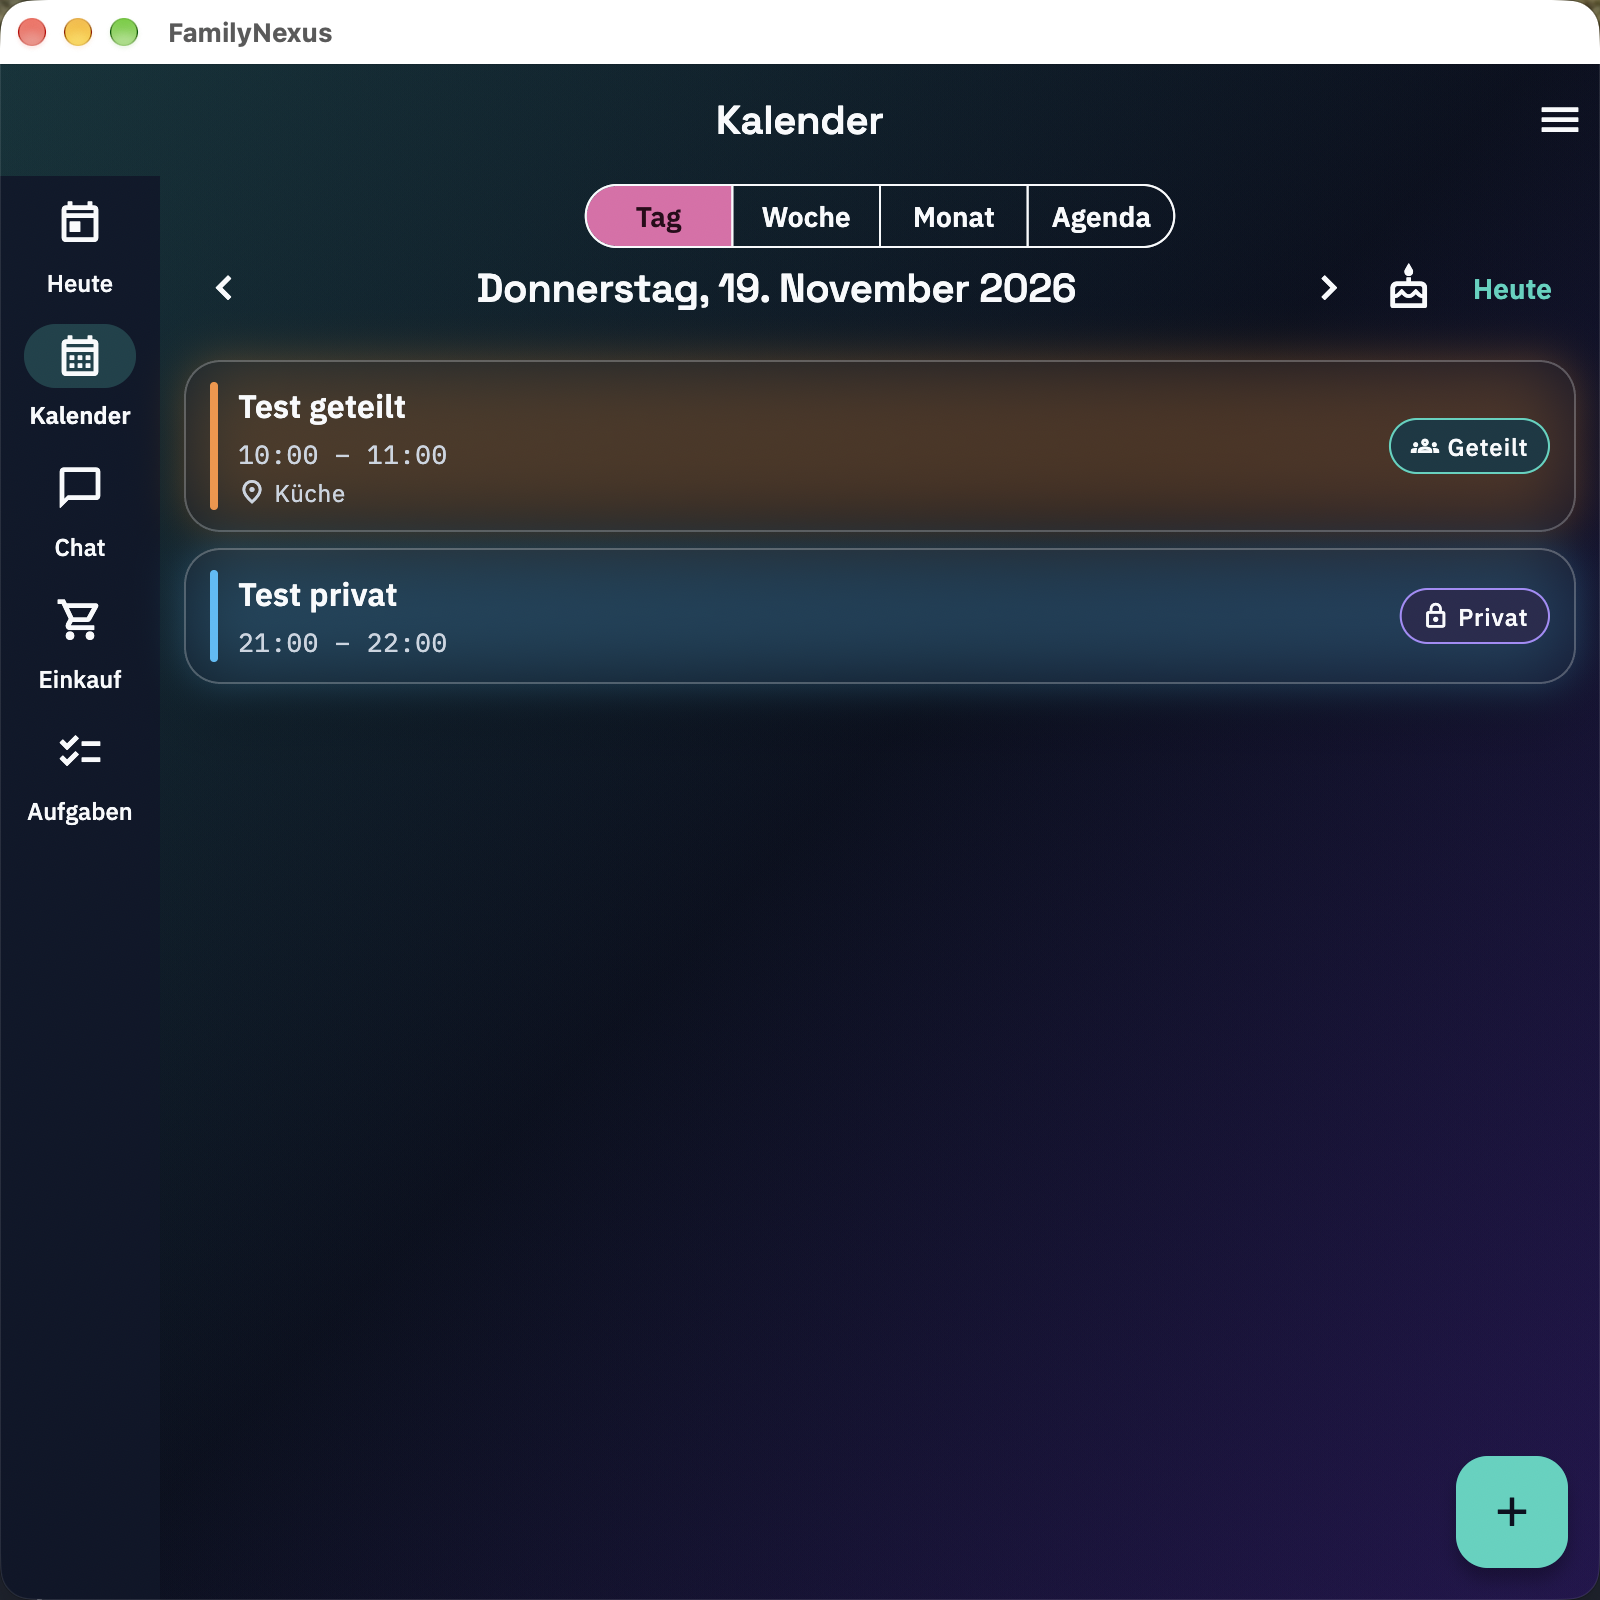 FamilyNexus
Kalender
Tag Woche Monat Agenda
Donnerstag, 19. November 2026 Heute
Heute
Kalender
Chat
Einkauf
Aufgaben
Test geteilt
10:00 – 11:00
Küche
Geteilt
Test privat
21:00 – 22:00
Privat